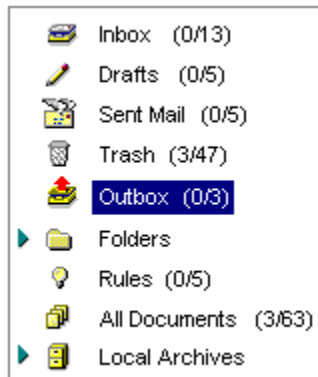 Inbox (0/13)
Drafts (0/5)
Sent Mail (0/5)
Trash (3/47)
Outbox (0/3)
Folders
Rules (0/5)
All Documents (3/63)
Local Archives